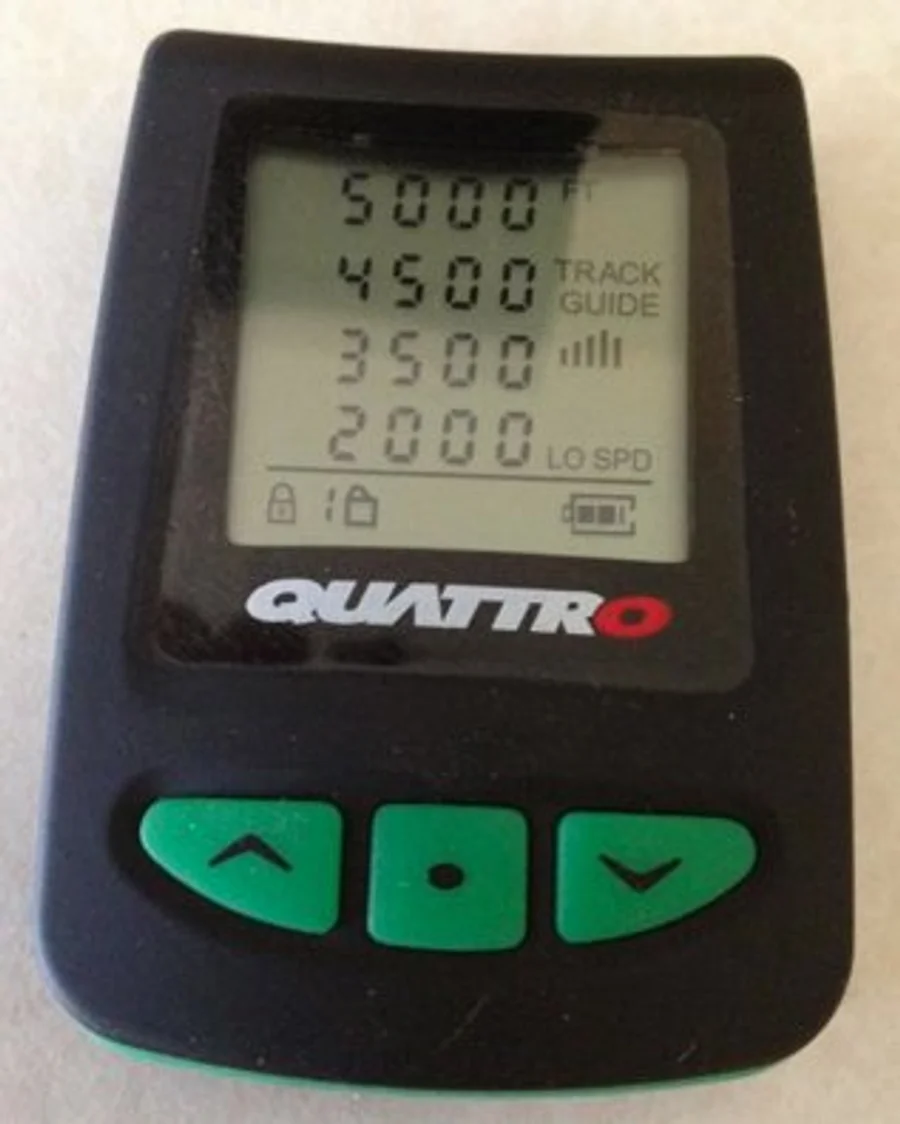 5000 FT
4500 TRACK
GUIDE
3500
2000 LO SPD
1
QUATTRO